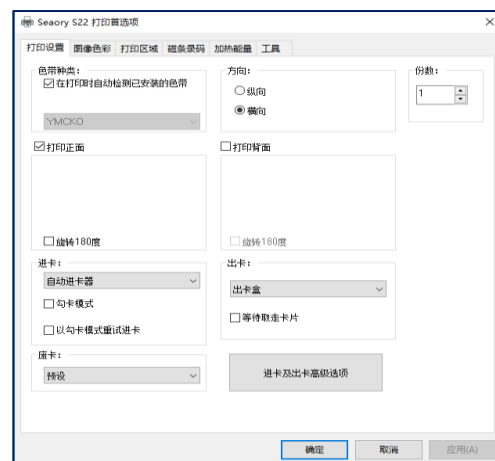 Seaory S22 打印首选项
打印设置 图像色彩 打印区域 磁条录码 加热能量 工具
色带种类: 方向: 份数:
在打印时自动检测已安装的色带 纵向 1
横向
YMCKO
打印正面 打印背面
旋转180度 旋转180度
进卡: 出卡:
自动进卡器 出卡盒
勾卡模式 等待取走卡片
以勾卡模式重试进卡
废卡:
预设 进卡及出卡高级选项
确定 取消 应用(A)